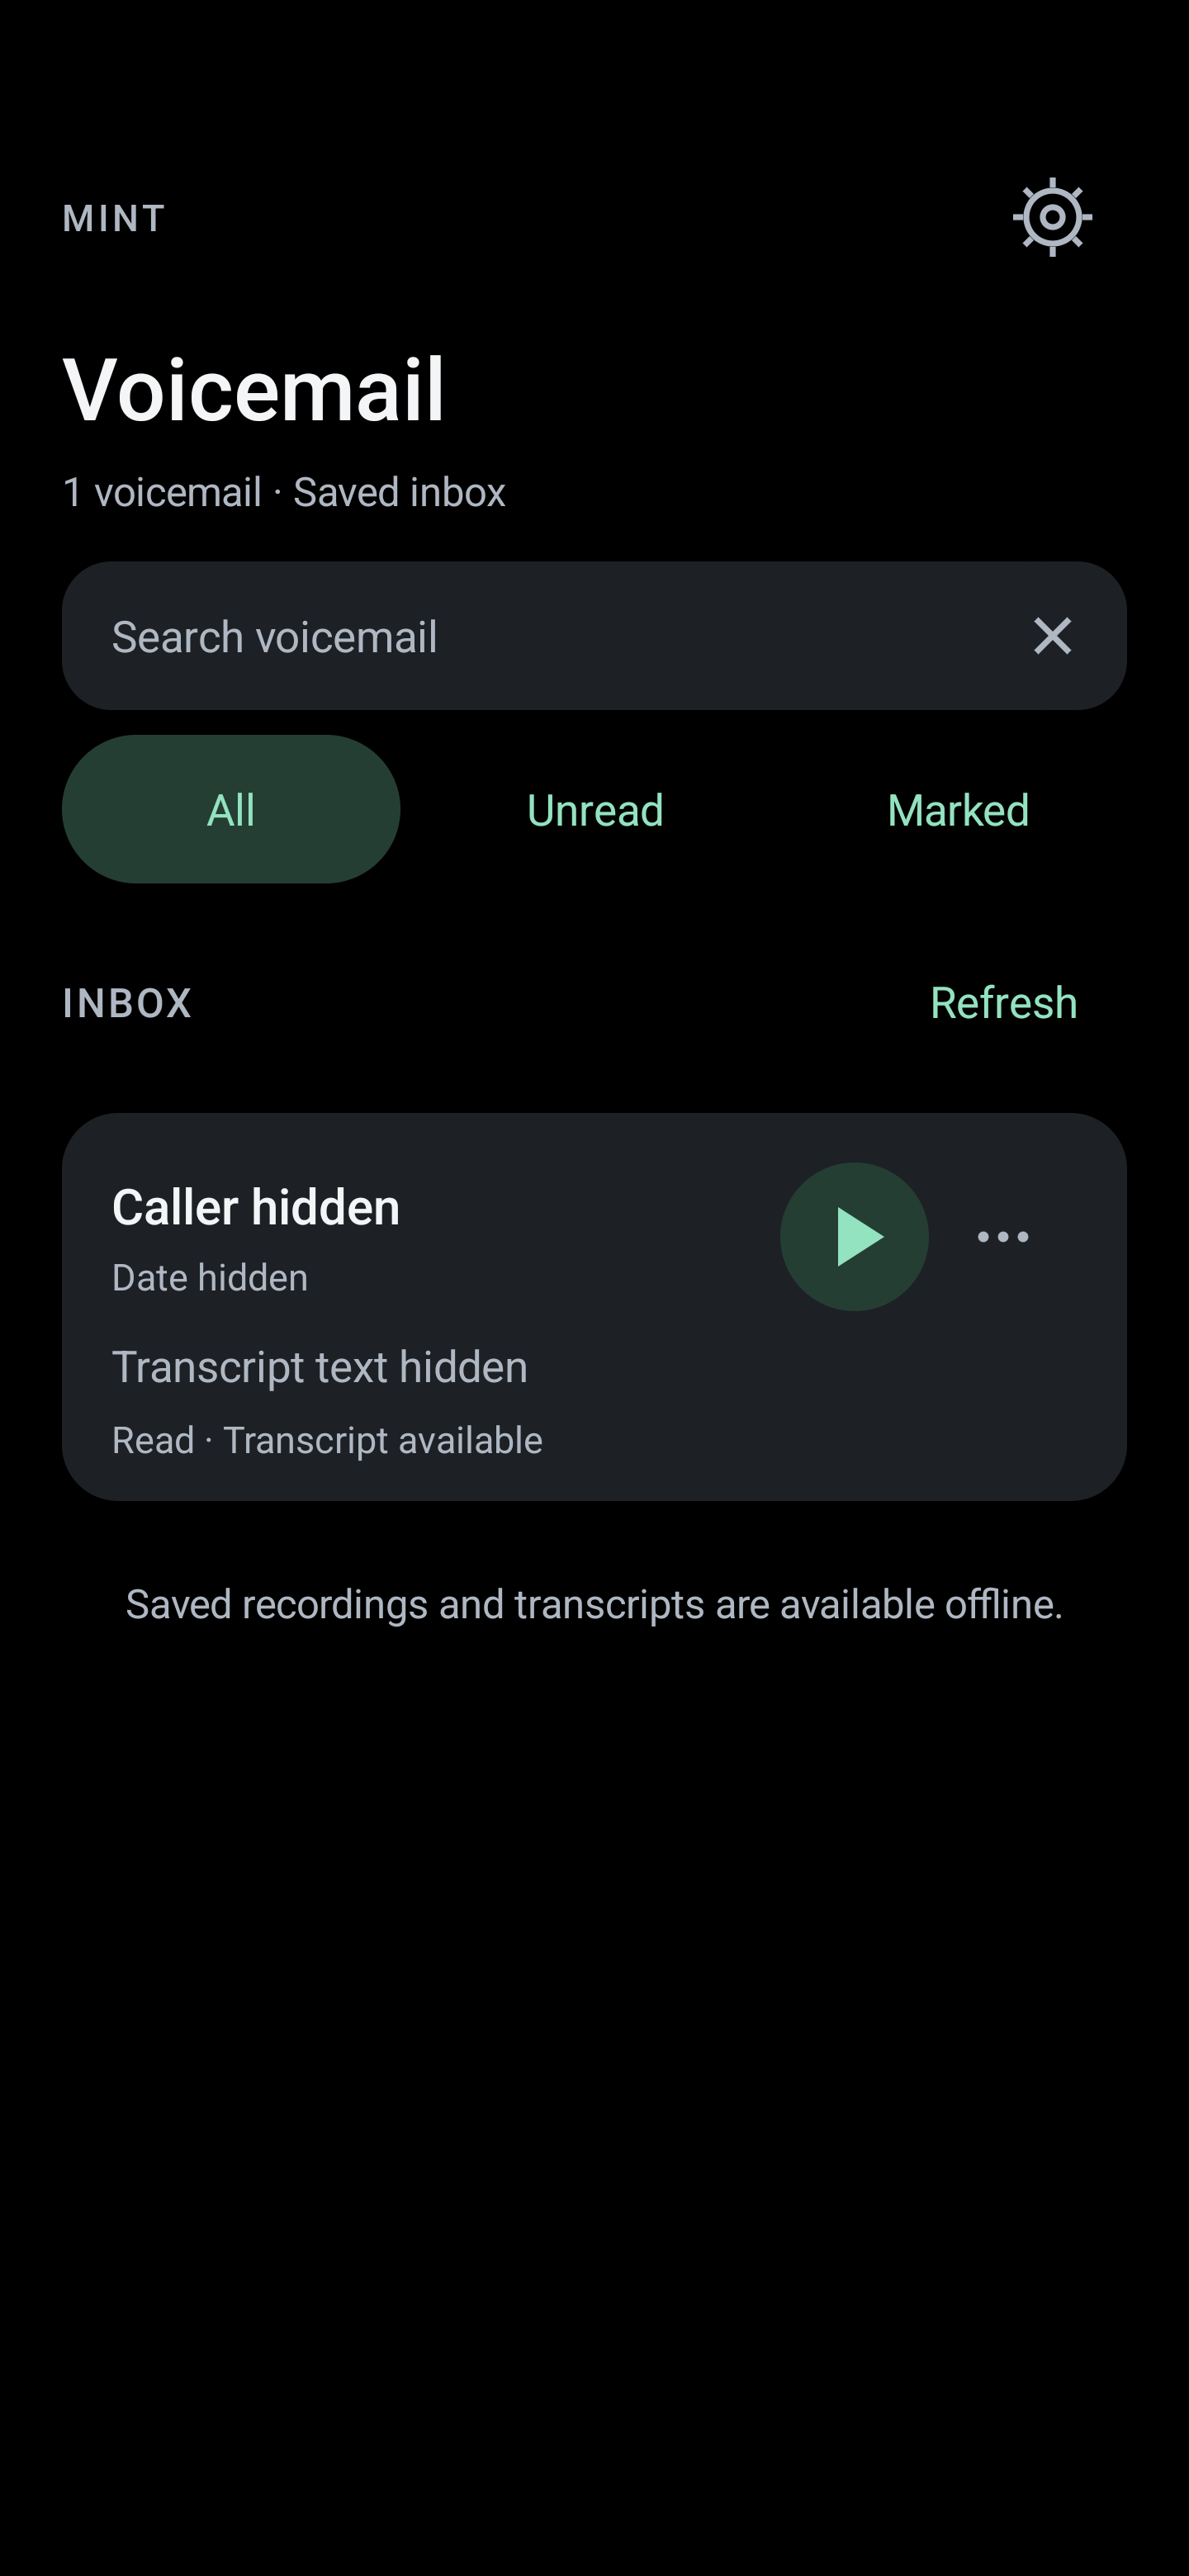 MINT
Voicemail
1 voicemail · Saved inbox
Search voicemail
All
Unread
Marked
INBOX
Refresh
Caller hidden
Date hidden
Transcript text hidden
Read · Transcript available
Saved recordings and transcripts are available offline.